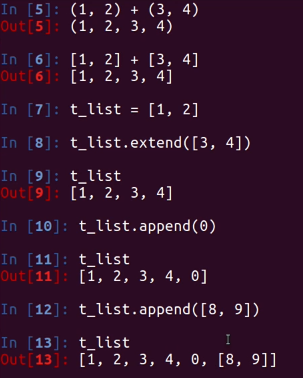 In [5]: (1, 2) + (3, 4)
Out[5]: (1, 2, 3, 4)
In [6]: [1, 2] + [3, 4]
Out[6]: [1, 2, 3, 4]
In [7]: t_list = [1, 2]
In [8]: t_list.extend([3, 4])
In [9]: t_list
Out[9]: [1, 2, 3, 4]
In [10]: t_list.append(0)
In [11]: t_list
Out[11]: [1, 2, 3, 4, 0]
In [12]: t_list.append([8, 9])
In [13]: t_list
Out[13]: [1, 2, 3, 4, 0, [8, 9]]